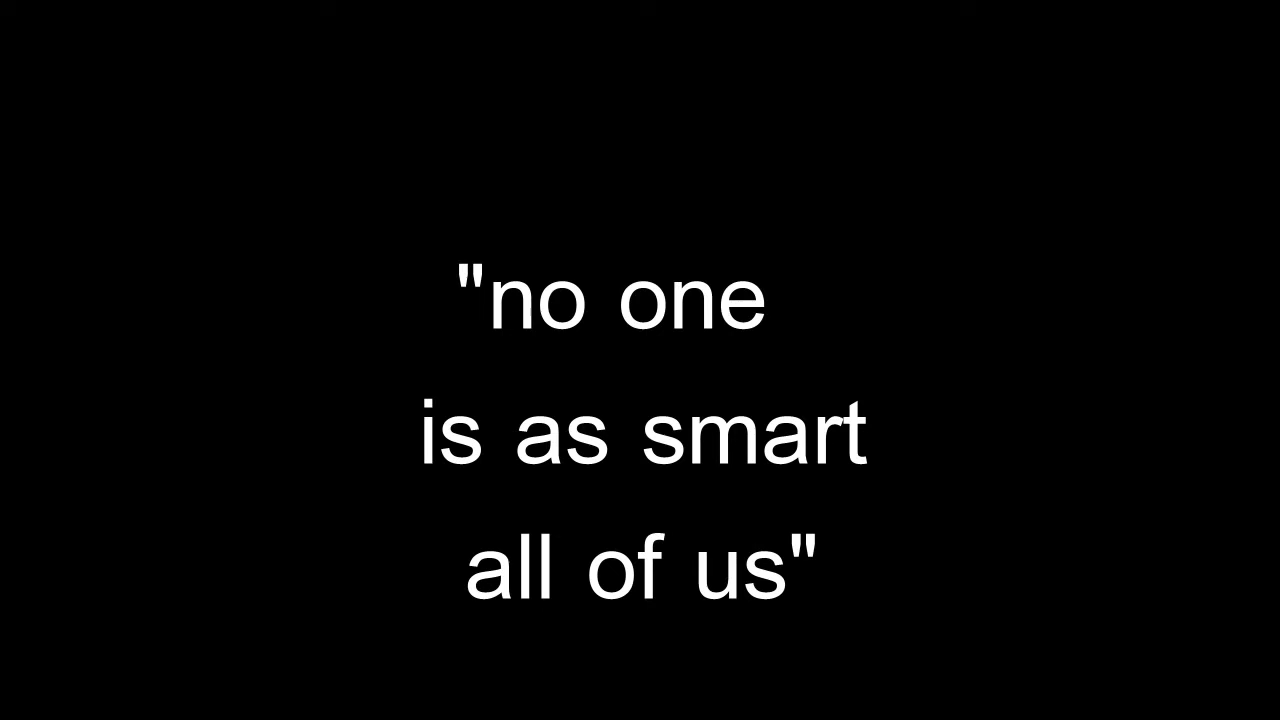 "no one
is as smart
all of us"